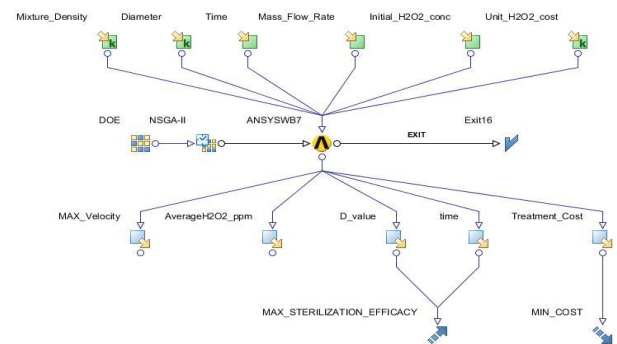 Mixture_Density Diameter Time Mass_Flow_Rate Initial_H2O2_conc Unit_H2O2_cost
k k k
DOE NSGA-II ANSYSWB7 Exit16
EXIT
MAX_Velocity AverageH2O2_ppm D_value time Treatment_Cost
MAX_STERILIZATION_EFFICACY MIN_COST